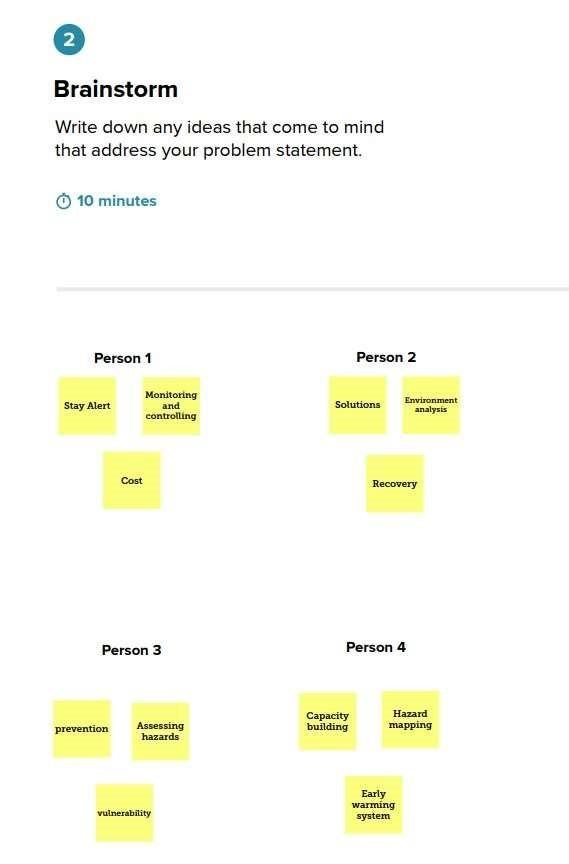 2
Brainstorm
Write down any ideas that come to mind
that address your problem statement.
10 minutes
Person 1
Stay Alert
Monitoring
and
controlling
Cost
Person 2
Solutions
Environment
analysis
Recovery
Person 3
prevention
Assessing
hazards
vulnerability
Person 4
Capacity
building
Hazard
mapping
Early
warming
system